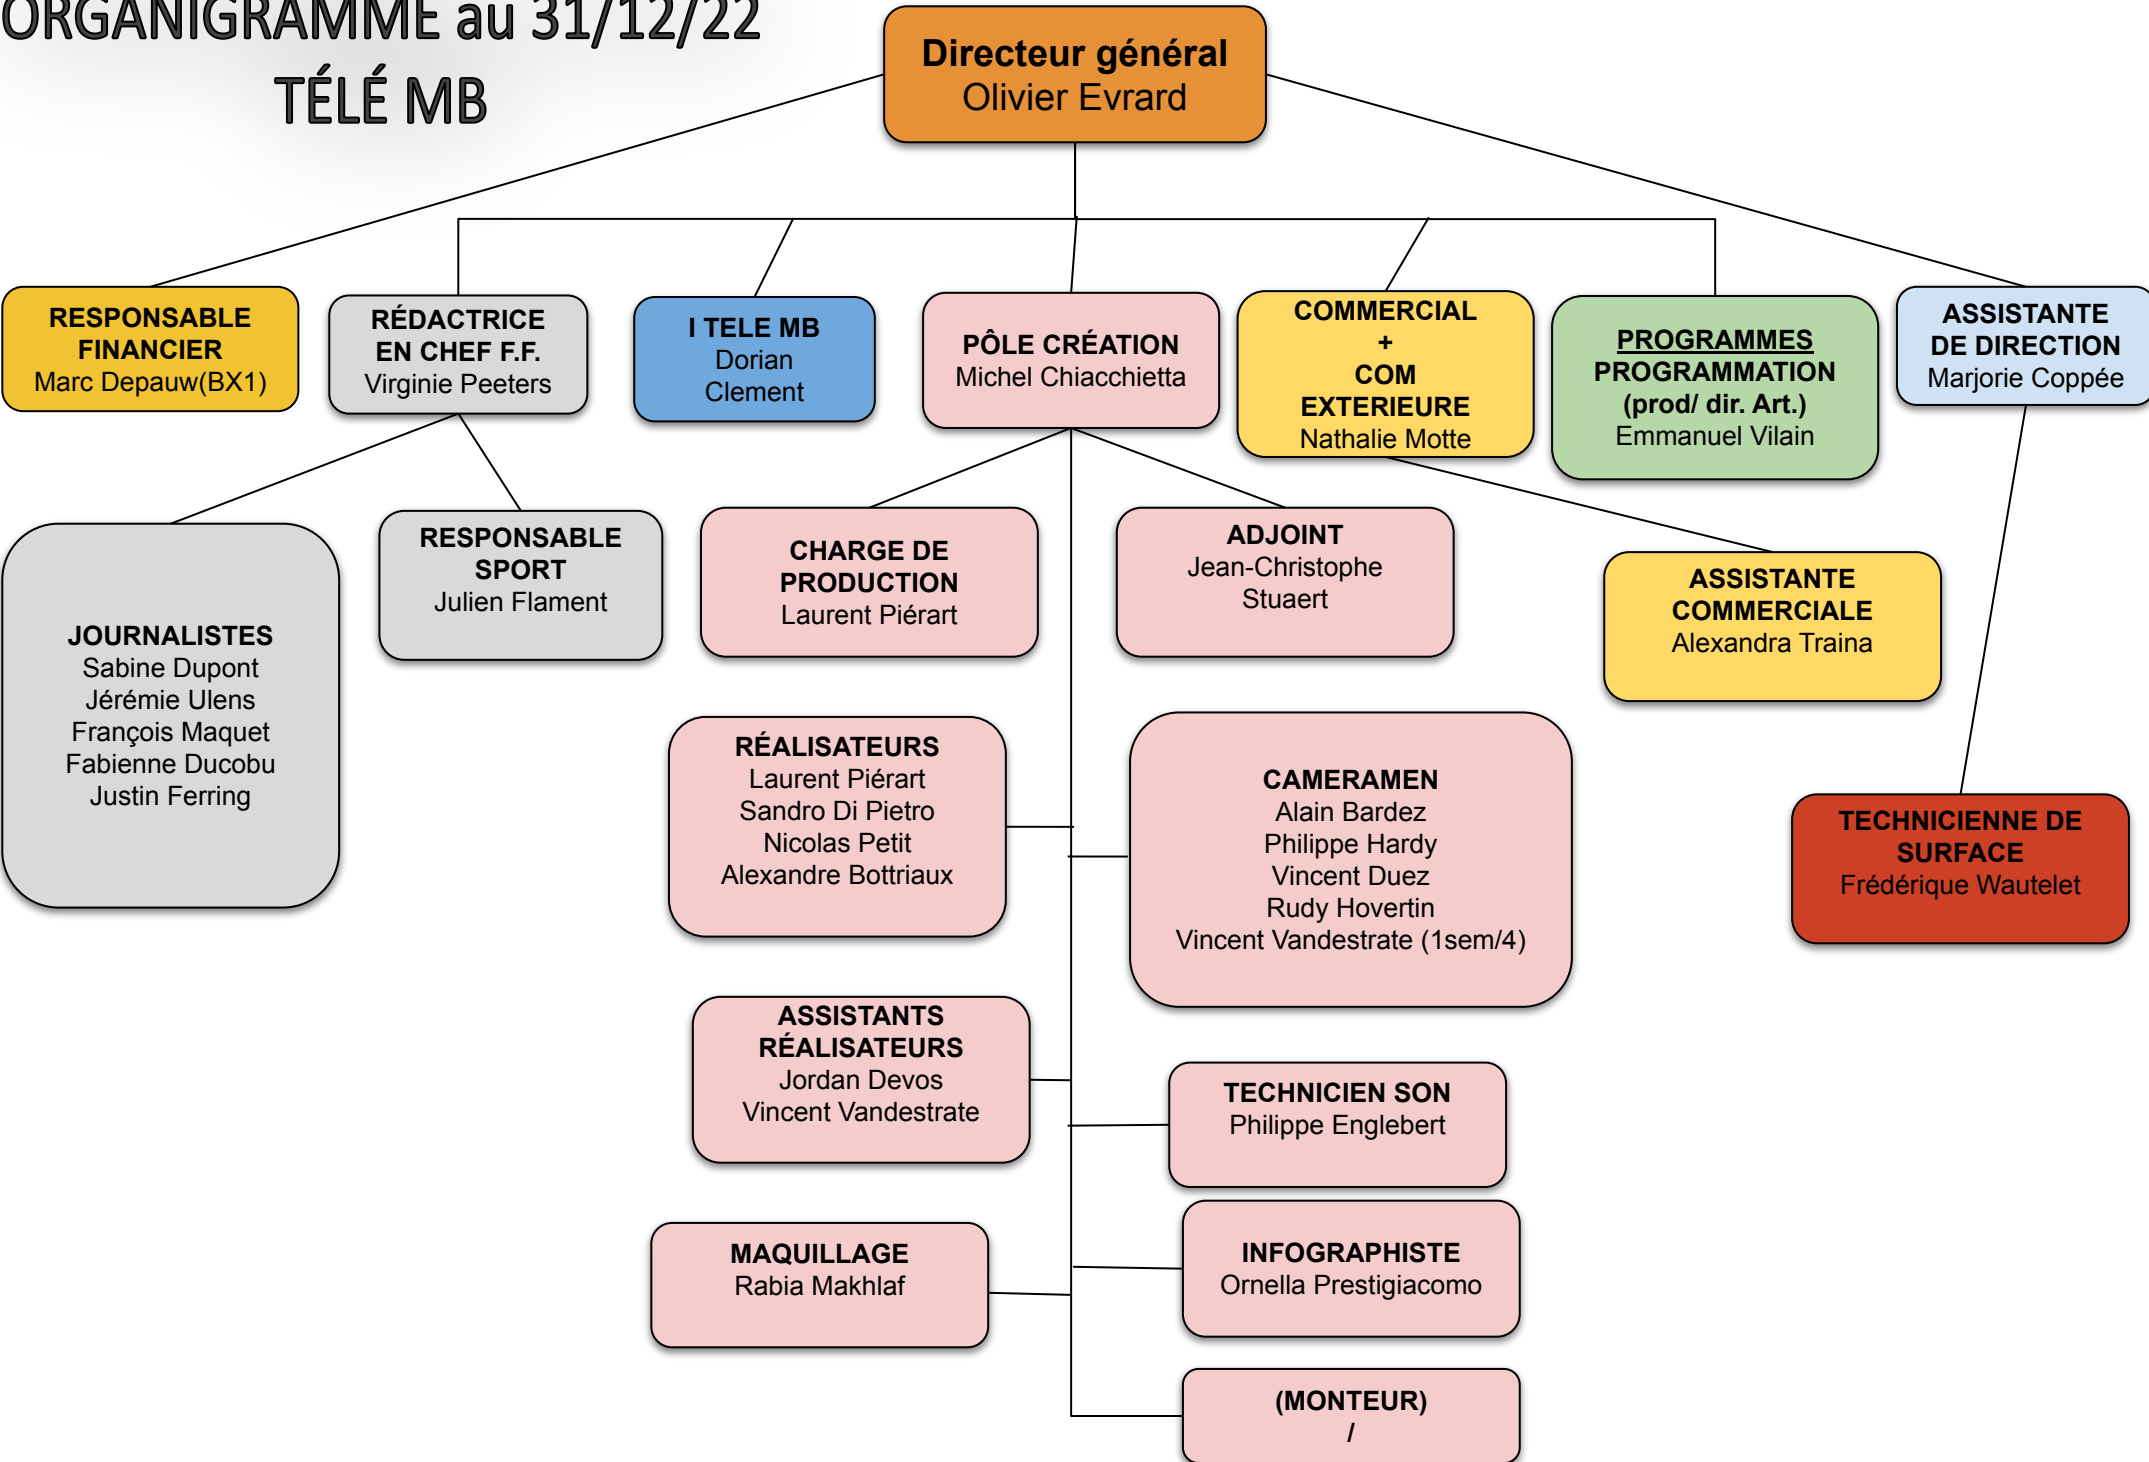 ORGANIGRAMME au 31/12/22
TÉLÉ MB
Directeur général
Olivier Evrard
RESPONSABLE
FINANCIER
Marc Depauw(BX1)
RÉDACTRICE
EN CHEF F.F.
Virginie Peeters
I TELE MB
Dorian
Clement
PÔLE CRÉATION
Michel Chiacchietta
COMMERCIAL
+
COM
EXTERIEURE
Nathalie Motte
PROGRAMMES
PROGRAMMATION
(prod/ dir. Art.)
Emmanuel Vilain
ASSISTANTE
DE DIRECTION
Marjorie Coppée
JOURNALISTES
Sabine Dupont
Jérémie Ulens
François Maquet
Fabienne Ducobu
Justin Ferring
RESPONSABLE
SPORT
Julien Flament
CHARGE DE
PRODUCTION
Laurent Piérart
ADJOINT
Jean-Christophe
Stuaert
ASSISTANTE
COMMERCIALE
Alexandra Traina
RÉALISATEURS
Laurent Piérart
Sandro Di Pietro
Nicolas Petit
Alexandre Bottriaux
CAMERAMEN
Alain Bardez
Philippe Hardy
Vincent Duez
Rudy Hovertin
Vincent Vandestrate (1sem/4)
TECHNICIENNE DE
SURFACE
Frédérique Wautelet
ASSISTANTS
RÉALISATEURS
Jordan Devos
Vincent Vandestrate
TECHNICIEN SON
Philippe Englebert
MAQUILLAGE
Rabia Makhlaf
INFOGRAPHISTE
Ornella Prestigiacomo
(MONTEUR)
/